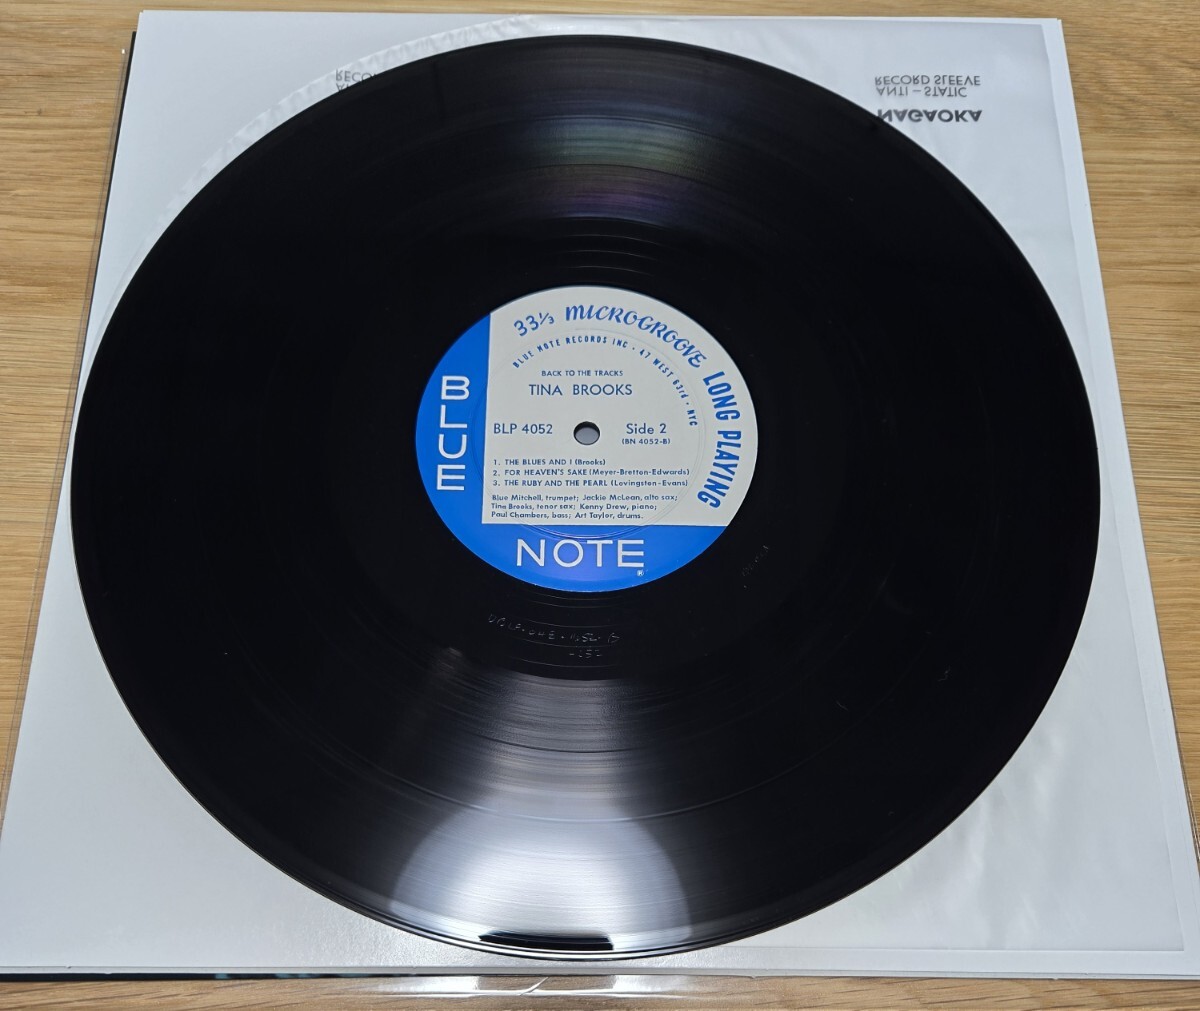 RECORD SLEEVE
ANTI-STATIC
NAGAOKA
33 1/3 MICROGROOVE LONG PLAYING
BLUE NOTE RECORDS INC · 47 WEST 63rd · NYC
BACK TO THE TRACKS
TINA BROOKS
BLP 4052
Side 2
(BN 4052-B)
1. THE BLUES AND I (Brooks)
2. FOR HEAVEN'S SAKE (Meyer-Bretton-Edwards)
3. THE RUBY AND THE PEARL (Lovingston-Evans)
Blue Mitchell, trumpet; Jackie McLean, alto sax;
Tina Brooks, tenor sax; Kenny Drew, piano;
Paul Chambers, bass; Art Taylor, drums.
BLUE
NOTE
®